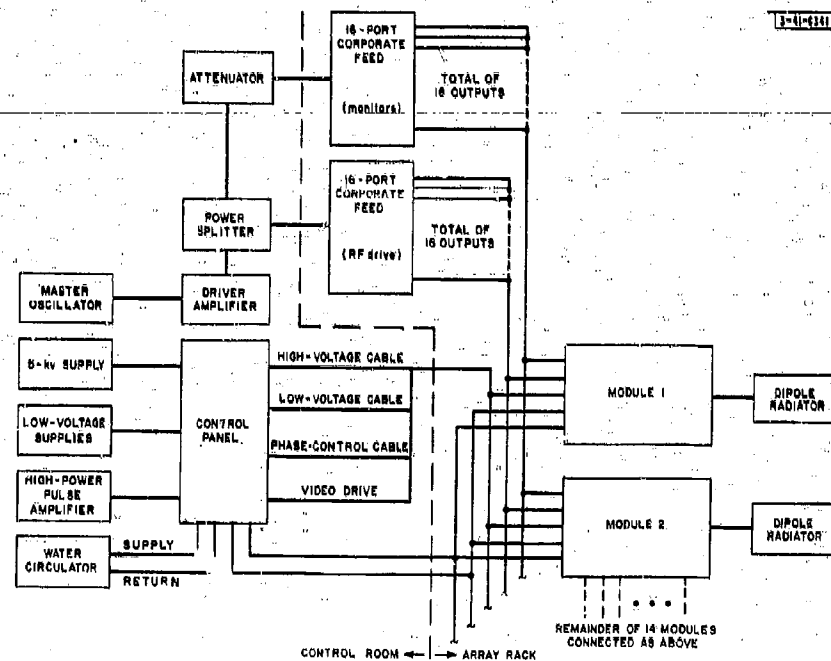 3-41-6341
16-PORT
CORPORATE
FEED
(monitors)
TOTAL OF
16 OUTPUTS
ATTENUATOR
16-PORT
CORPORATE
FEED
(RF drive)
TOTAL OF
16 OUTPUTS
POWER
SPLITTER
MASTER
OSCILLATOR
DRIVER
AMPLIFIER
5-kv SUPPLY
LOW-VOLTAGE
SUPPLIES
HIGH-POWER
PULSE
AMPLIFIER
WATER
CIRCULATOR
SUPPLY
RETURN
CONTROL
PANEL
HIGH-VOLTAGE CABLE
LOW-VOLTAGE CABLE
PHASE-CONTROL CABLE
VIDEO DRIVE
MODULE 1
DIPOLE
RADIATOR
MODULE 2
DIPOLE
RADIATOR
REMAINDER OF 14 MODULES
CONNECTED AS ABOVE
CONTROL ROOM
ARRAY RACK